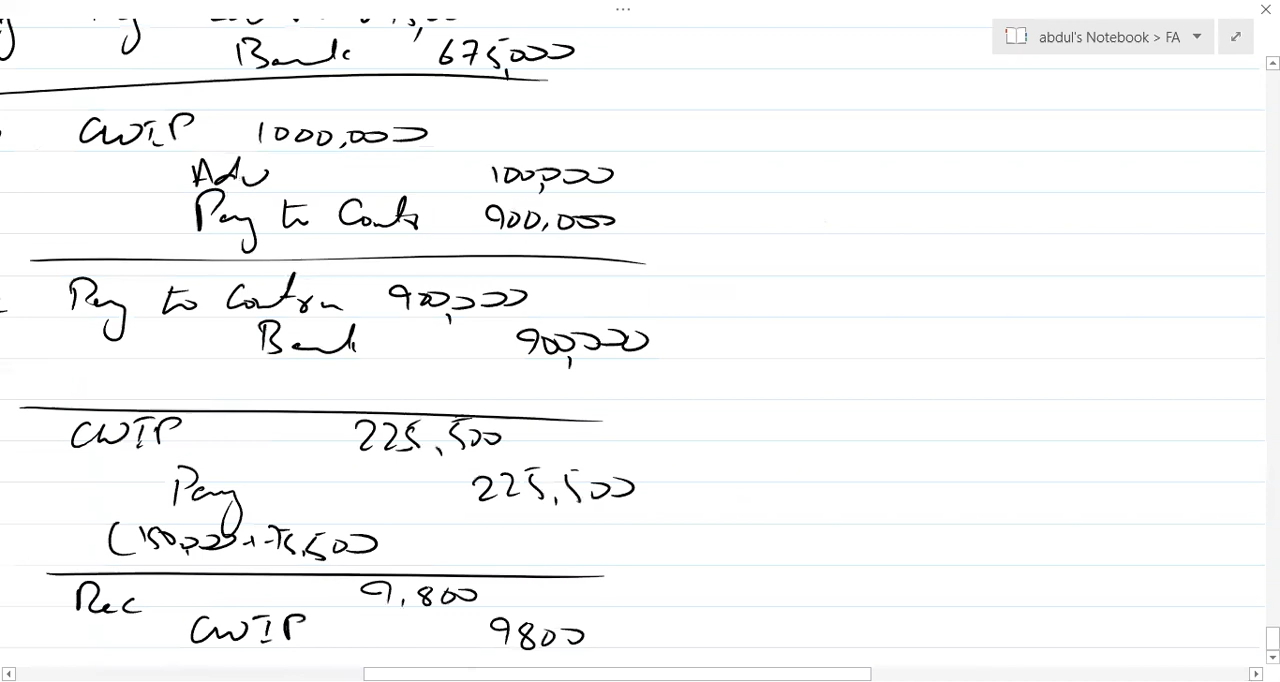 abdul's Notebook > FA
Bank 675,000
CWIP 1000,000
Adv 100,000
Pay to Contr 900,000
Pay to Contra 900,000
Bank 900,000
CWIP 225,500
Pay 225,500
(150,000 + 75,500)
Rec 9,800
CWIP 9800